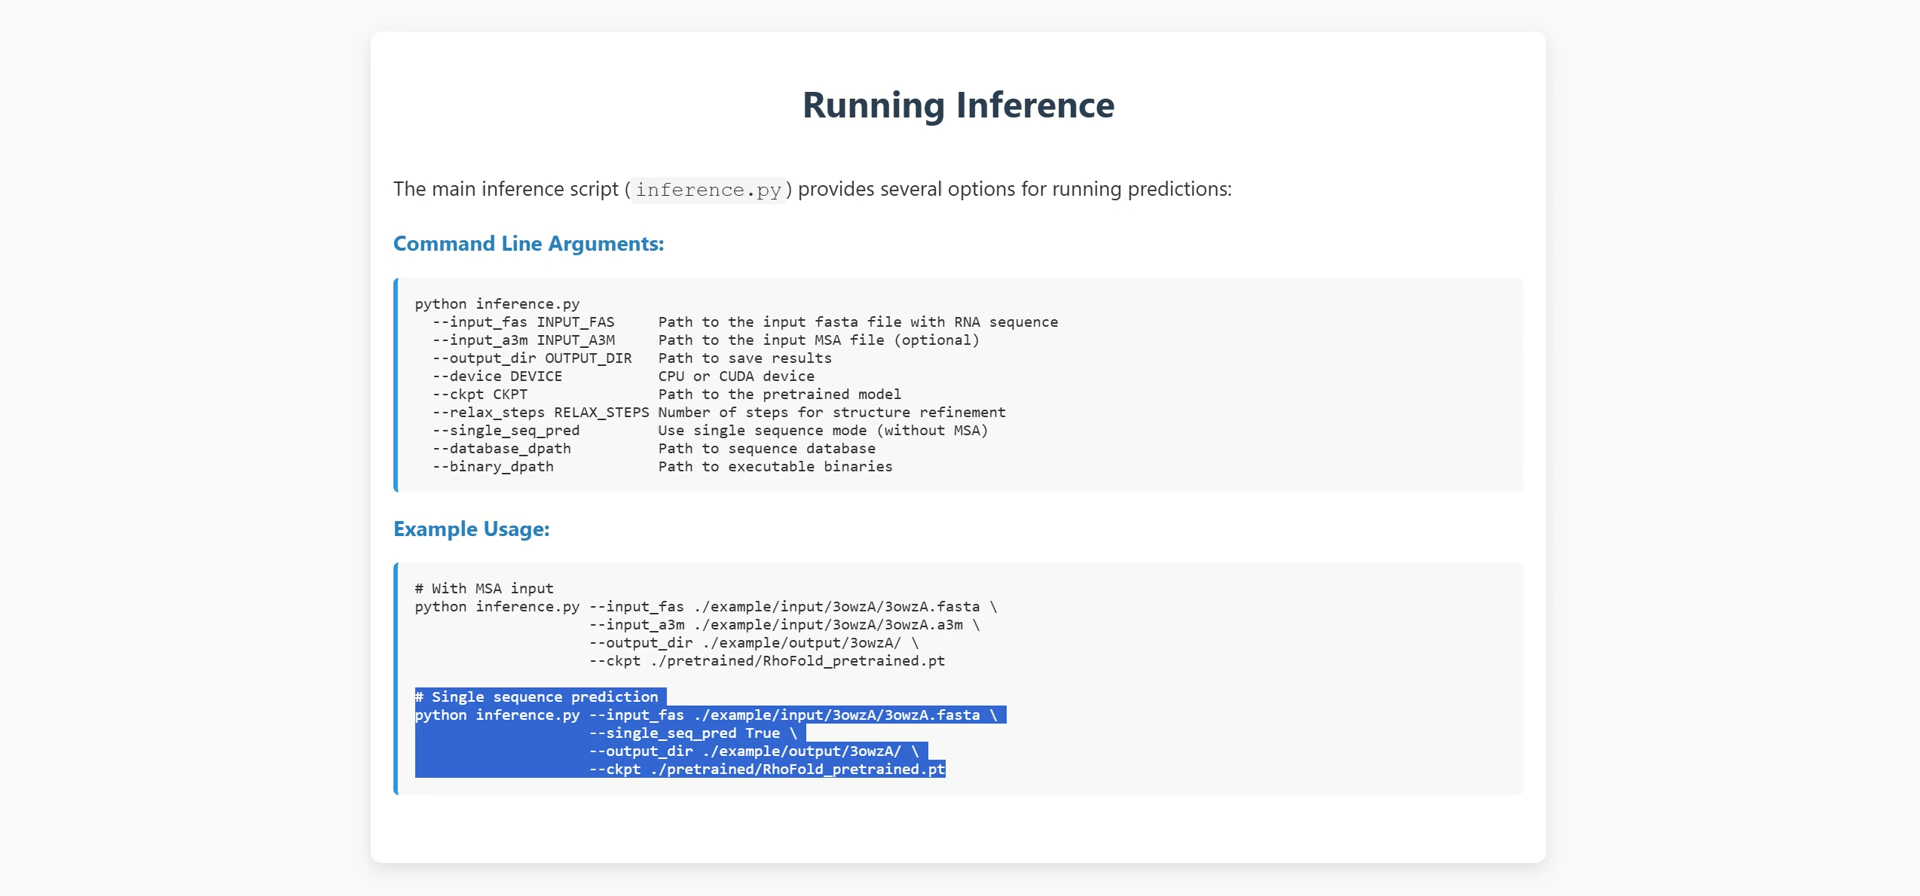 Running Inference
The main inference script (inference.py) provides several options for running predictions:
Command Line Arguments:
python inference.py
  --input_fas INPUT_FAS     Path to the input fasta file with RNA sequence
  --input_a3m INPUT_A3M     Path to the input MSA file (optional)
  --output_dir OUTPUT_DIR   Path to save results
  --device DEVICE           CPU or CUDA device
  --ckpt CKPT               Path to the pretrained model
  --relax_steps RELAX_STEPS Number of steps for structure refinement
  --single_seq_pred         Use single sequence mode (without MSA)
  --database_dpath          Path to sequence database
  --binary_dpath            Path to executable binaries
Example Usage:
# With MSA input
python inference.py --input_fas ./example/input/3owzA/3owzA.fasta \
                    --input_a3m ./example/input/3owzA/3owzA.a3m \
                    --output_dir ./example/output/3owzA/ \
                    --ckpt ./pretrained/RhoFold_pretrained.pt
# Single sequence prediction
python inference.py --input_fas ./example/input/3owzA/3owzA.fasta \
                    --single_seq_pred True \
                    --output_dir ./example/output/3owzA/ \
                    --ckpt ./pretrained/RhoFold_pretrained.pt